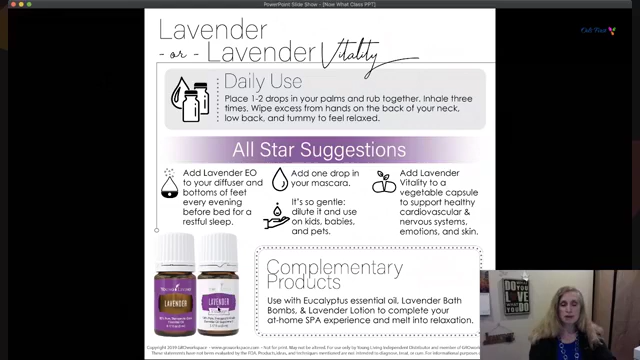 PowerPoint Slide Show - [Now What Class PPT]
Lavender
- or - Lavender Vitality
Daily Use
Place 1-2 drops in your palms and rub together. Inhale three
times. Wipe excess from hands on the back of your neck,
low back, and tummy to feel relaxed.
All Star Suggestions
Add Lavender EO
to your diffuser and
bottoms of feet
every evening
before bed for a
restful sleep.
Add one drop in
your mascara.
It's so gentle:
dilute it and use
on kids, babies,
and pets.
Add Lavender
Vitality to a
vegetable capsule
to support healthy
cardiovascular &
nervous systems,
emotions, and skin.
LAVENDER
LAVENDER
Complementary
Products
Use with Eucalyptus essential oil, Lavender Bath
Bombs, & Lavender Lotion to complete your
at-home SPA experience and melt into relaxation.
DO
WHAT
YOU
LOVE